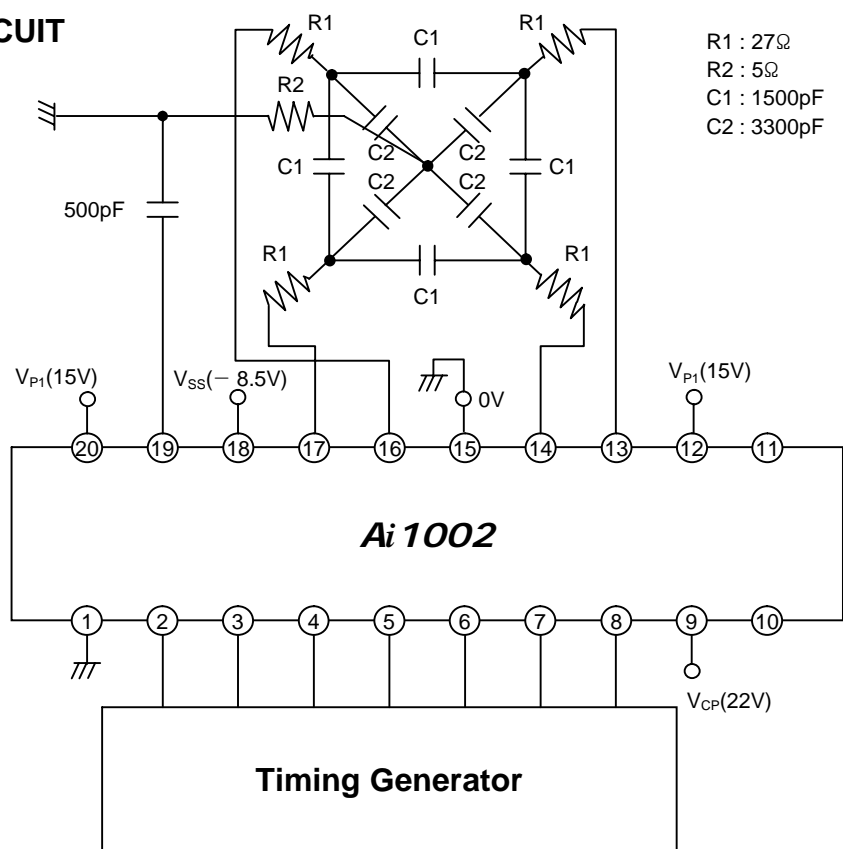 CUIT
R1
C1
R1
R1 : 27Ω
R2 : 5Ω
C1 : 1500pF
C2 : 3300pF
R2
C2
C2
C1
C1
C2
C2
500pF
R1
R1
C1
VP1(15V)
VSS(− 8.5V)
0V
VP1(15V)
20 19 18 17 16 15 14 13 12 11
Ai 1002
1 2 3 4 5 6 7 8 9 10
VCP(22V)
Timing Generator